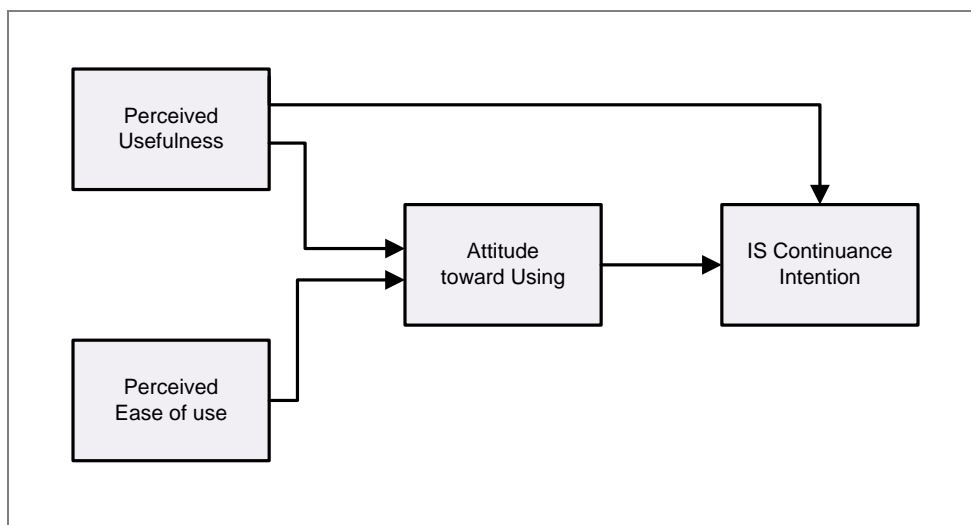 Perceived
Usefulness
Attitude
toward Using
IS Continuance
Intention
Perceived
Ease of use